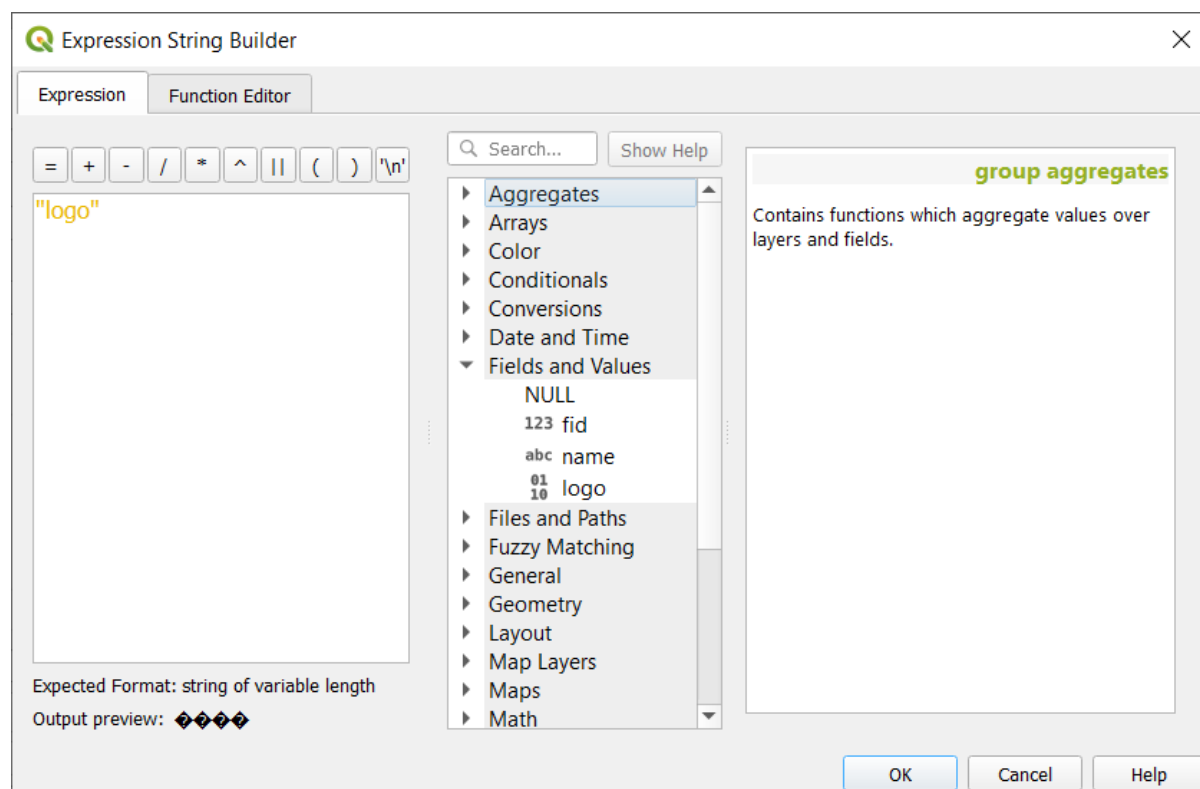 Expression String Builder
Expression
Function Editor
= + - / * ^ || ( ) '\n'
"logo"
Expected Format: string of variable length
Output preview: ����
Search...
Show Help
Aggregates
Arrays
Color
Conditionals
Conversions
Date and Time
Fields and Values
NULL
123 fid
abc name
01
10 logo
Files and Paths
Fuzzy Matching
General
Geometry
Layout
Map Layers
Maps
Math
group aggregates
Contains functions which aggregate values over
layers and fields.
OK
Cancel
Help